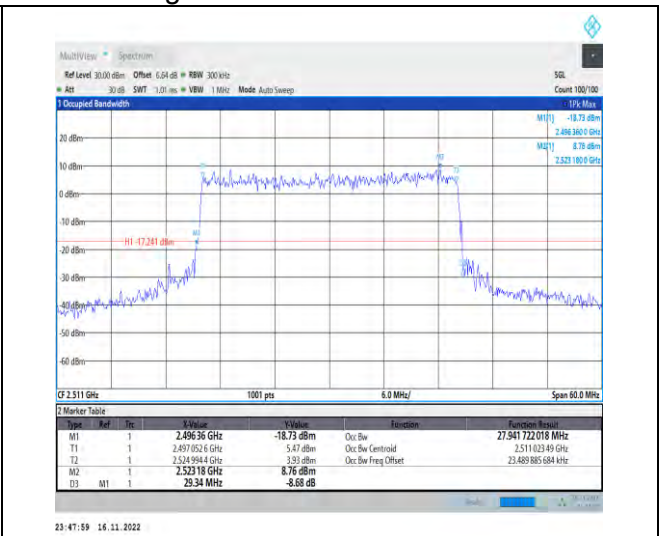 MultiView Spectrum
Ref Level 30.00 dBm Offset 6.64 dB RBW 300 kHz SGL
Att 30 dB SWT 1.01 ms VBW 1 MHz Mode Auto Sweep Count 100/100
1 Occupied Bandwidth 1Pk Max
M1[1] -18.73 dBm
2.496 360 0 GHz
M2[1] 8.76 dBm
2.523 180 0 GHz
20 dBm
M2
10 dBm
0 dBm
-10 dBm
H1 -17.241 dBm
-20 dBm
-30 dBm
-40 dBm
-50 dBm
-60 dBm
CF 2.511 GHz 1001 pts 6.0 MHz/ Span 60.0 MHz
2 Marker Table
Type Ref Trc X-Value Y-Value Function Function Result
M1 1 2.496 36 GHz -18.73 dBm Occ Bw 27.941 722 018 MHz
T1 1 2.497 052 6 GHz 5.47 dBm Occ Bw Centroid 2.511 023 49 GHz
T2 1 2.524 994 4 GHz 3.93 dBm Occ Bw Freq Offset 23.489 885 684 kHz
M2 1 2.523 18 GHz 8.76 dBm
D3 M1 1 29.34 MHz -8.68 dB
23:47:59 16.11.2022